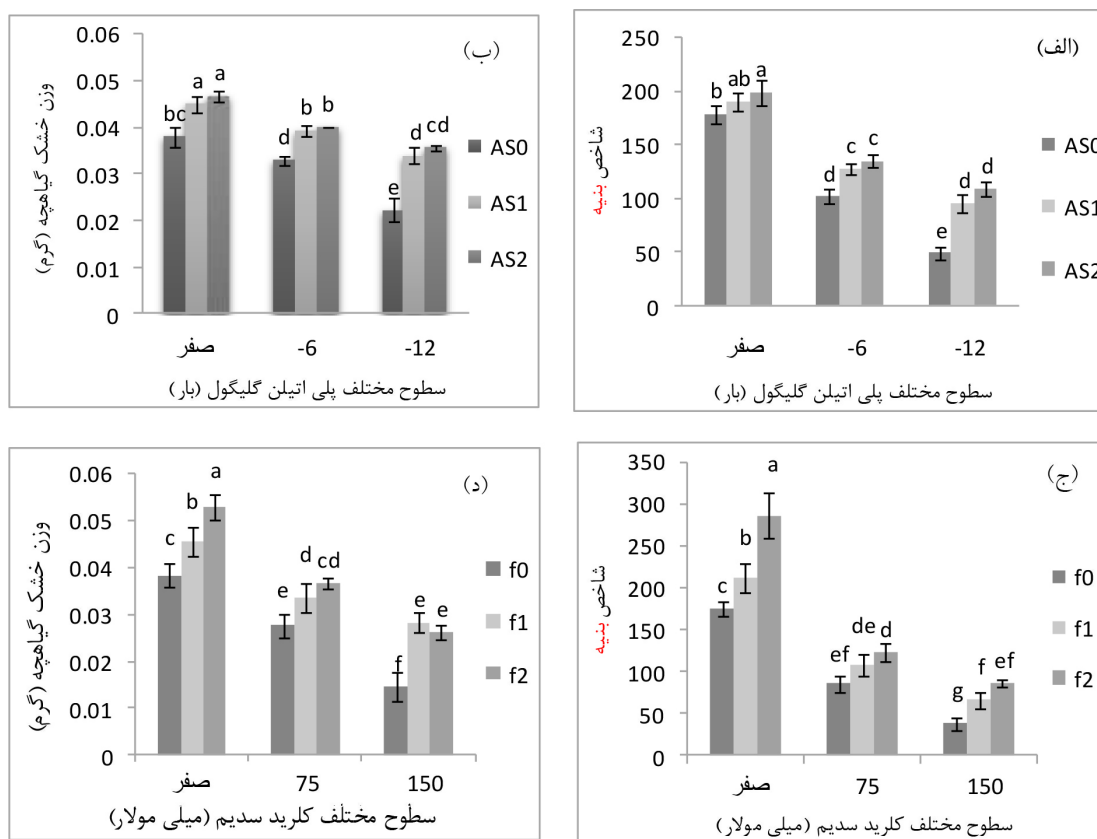 (الف)
شاخص بنیه
250
200
150
100
50
0
b ab a
d c c
e d d
صفر -6 -12
سطوح مختلف پلی اتیلن گلیگول (بار)
AS0
AS1
AS2
(ب)
وزن خشک گیاهچه (گرم)
0.06
0.05
0.04
0.03
0.02
0.01
0
bc a a
d b b
e d cd
صفر -6 -12
سطوح مختلف پلی اتیلن گلیگول (بار)
AS0
AS1
AS2
(ج)
شاخص بنیه
350
300
250
200
150
100
50
0
c b a
ef de d
g f ef
صفر 75 150
سطوح مختلف کلرید سدیم (میلی مولار)
f0
f1
f2
(د)
وزن خشک گیاهچه (گرم)
0.06
0.05
0.04
0.03
0.02
0.01
0
c b a
e d cd
f e e
صفر 75 150
سطوح مختلف کلرید سدیم (میلی مولار)
f0
f1
f2